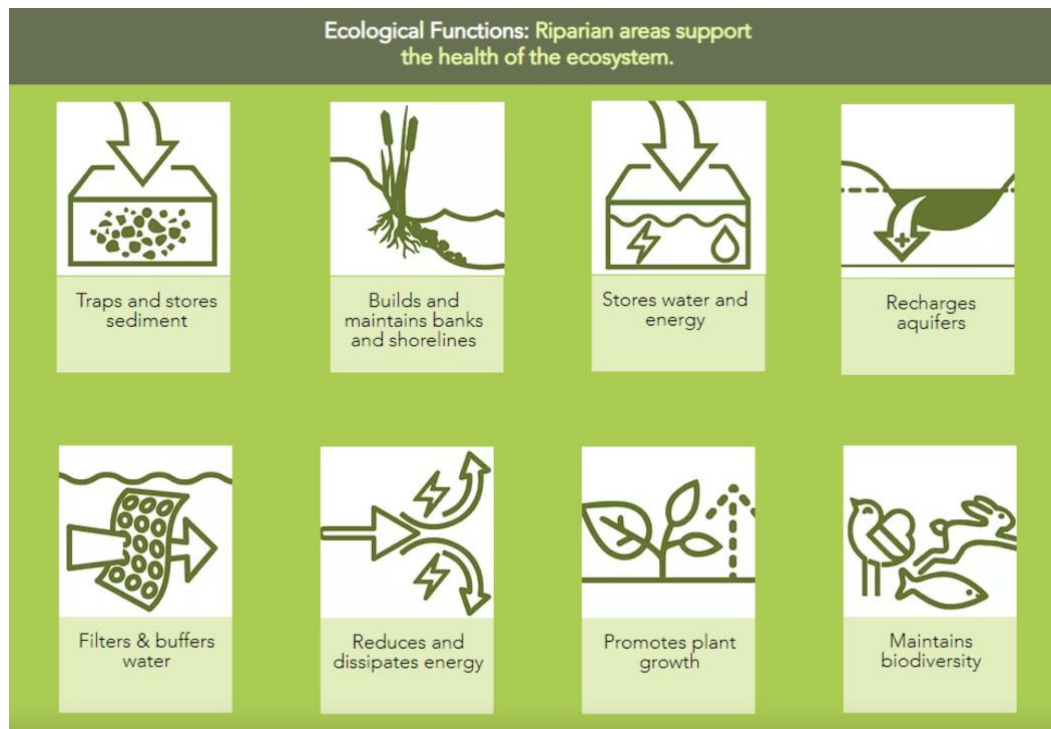 Ecological Functions: Riparian areas support
the health of the ecosystem.
Traps and stores
sediment
Builds and
maintains banks
and shorelines
Stores water and
energy
Recharges
aquifers
Filters & buffers
water
Reduces and
dissipates energy
Promotes plant
growth
Maintains
biodiversity